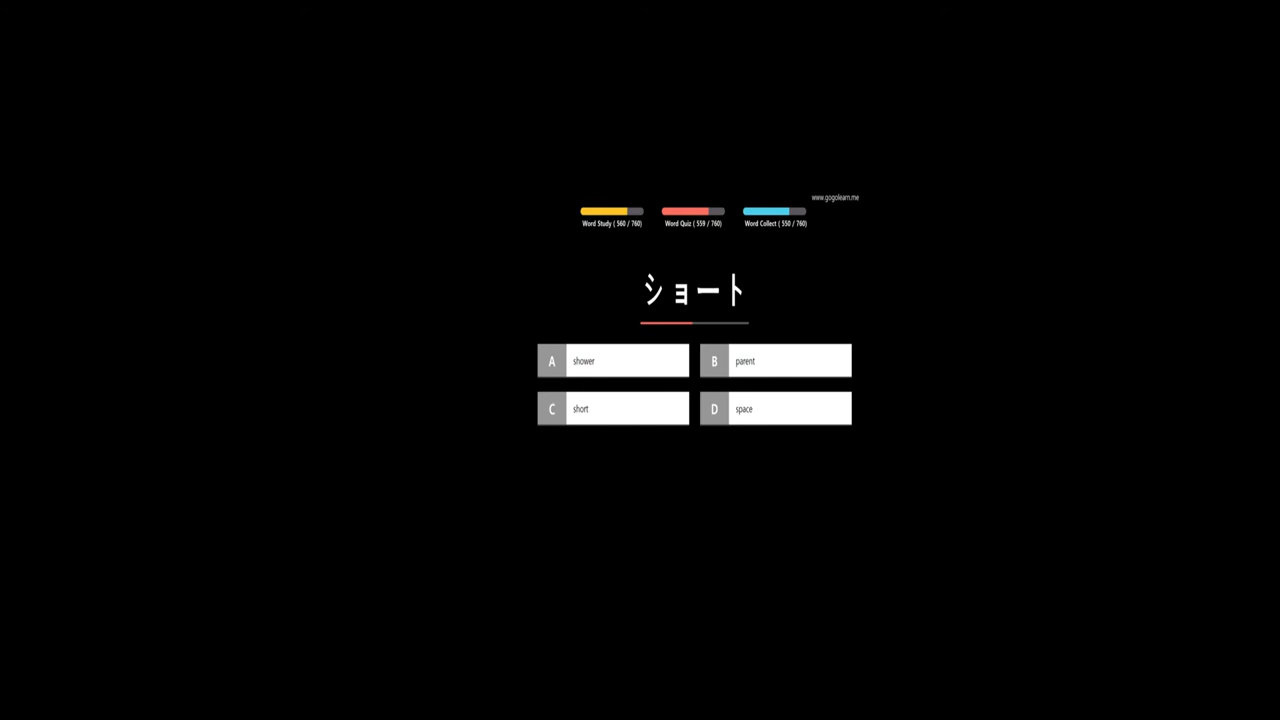 www.gogolearn.me
Word Study ( 560 / 760) Word Quiz ( 559 / 760) Word Collect ( 550 / 760)
ショート
A shower B parent
C short D space